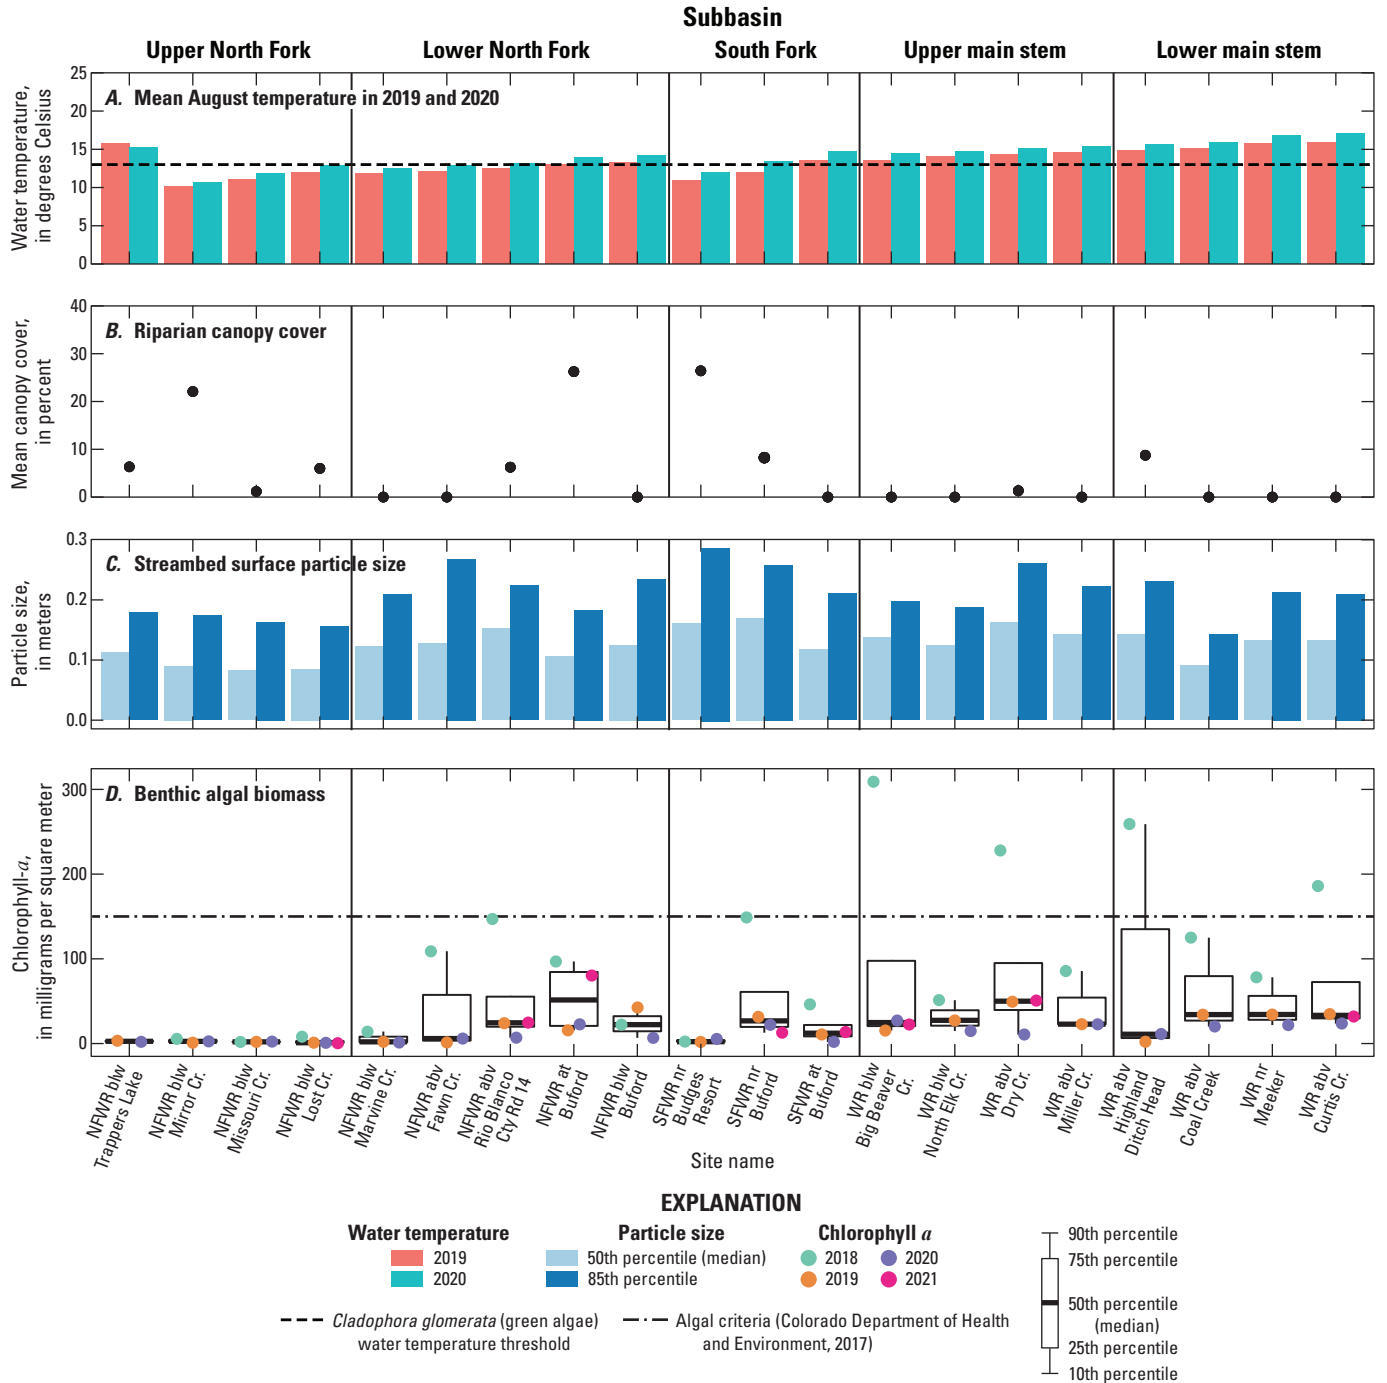 Subbasin
Upper North Fork Lower North Fork South Fork Upper main stem Lower main stem
A. Mean August temperature in 2019 and 2020
Water temperature,
in degrees Celsius
25
20
15
10
5
0
B. Riparian canopy cover
Mean canopy cover,
in percent
40
30
20
10
0
C. Streambed surface particle size
Particle size,
in meters
0.3
0.2
0.1
0.0
D. Benthic algal biomass
Chlorophyll-a,
in milligrams per square meter
300
200
100
0
NFWR blw
Trappers Lake
NFWR blw
Mirror Cr.
NFWR blw
Missouri Cr.
NFWR blw
Lost Cr.
NFWR blw
Marvine Cr.
NFWR abv
Fawn Cr.
NFWR abv
Rio Blanco
Cty Rd 14
NFWR at
Buford
NFWR blw
Buford
SFWR nr
Budges
Resort
SFWR nr
Buford
SFWR at
Buford
WR blw
Big Beaver
Cr.
WR blw
North Elk Cr.
WR abv
Dry Cr.
WR abv
Miller Cr.
WR abv
Highland
Ditch Head
WR abv
Coal Creek
WR nr
Meeker
WR abv
Curtis Cr.
Site name
EXPLANATION
Water temperature
2019
2020
Particle size
50th percentile (median)
85th percentile
Chlorophyll a
2018 2020
2019 2021
Cladophora glomerata (green algae)
water temperature threshold
Algal criteria (Colorado Department of Health
and Environment, 2017)
90th percentile
75th percentile
50th percentile
(median)
25th percentile
10th percentile